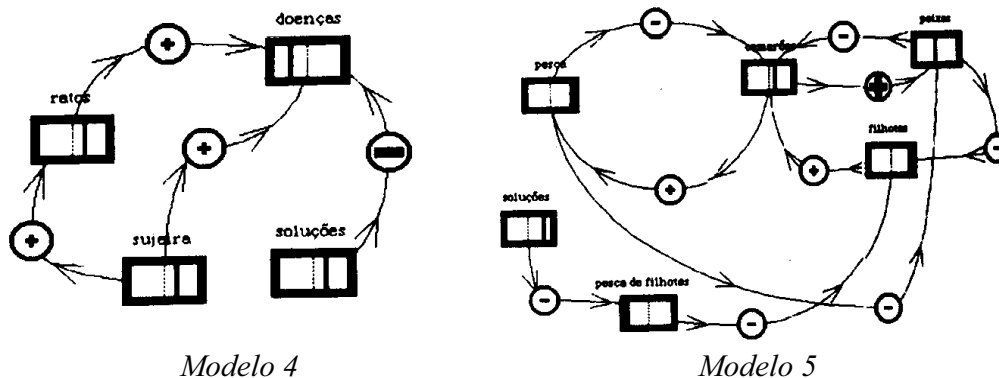 doenças
ratos
sujeira
soluções
Modelo 4
pesca
camarões
peixes
filhotes
soluções
pesca de filhotes
Modelo 5